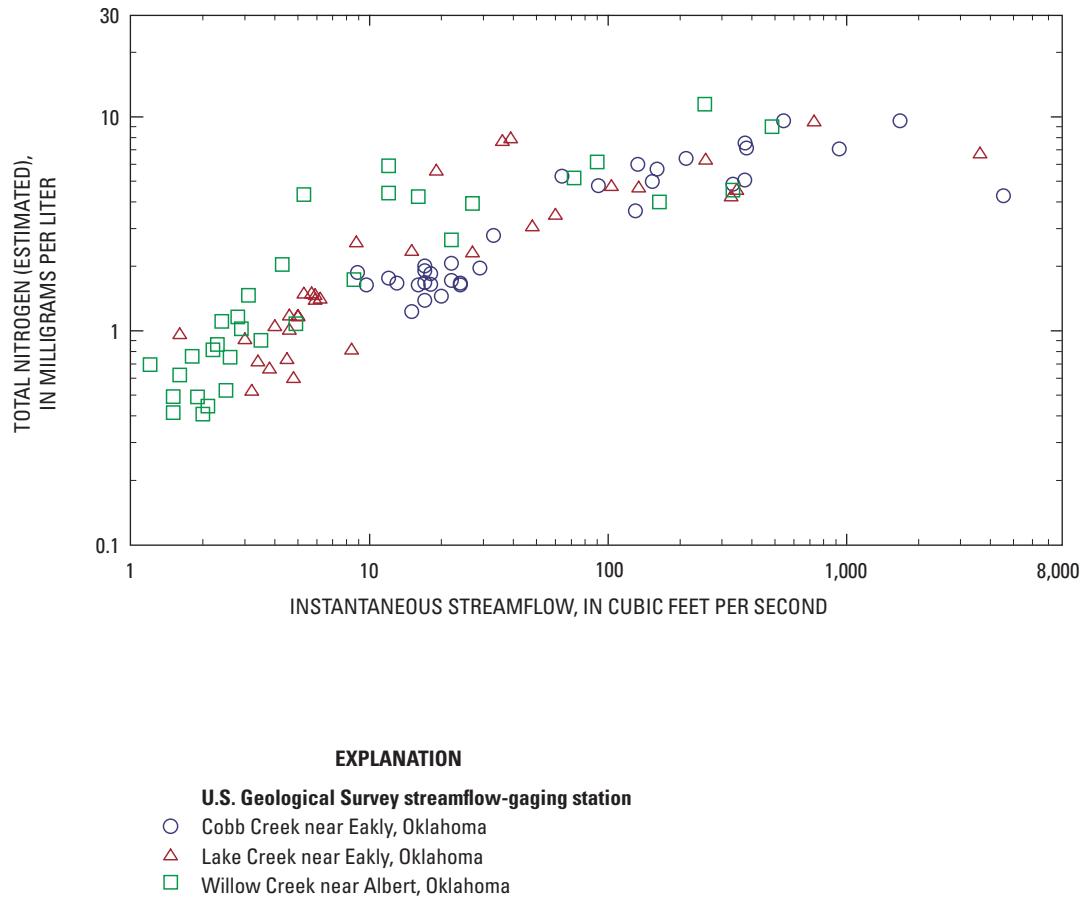 30
10
1
0.1
TOTAL NITROGEN (ESTIMATED),
IN MILLIGRAMS PER LITER
1
10
100
1,000
8,000
INSTANTANEOUS STREAMFLOW, IN CUBIC FEET PER SECOND
EXPLANATION
U.S. Geological Survey streamflow-gaging station
Cobb Creek near Eakly, Oklahoma
Lake Creek near Eakly, Oklahoma
Willow Creek near Albert, Oklahoma